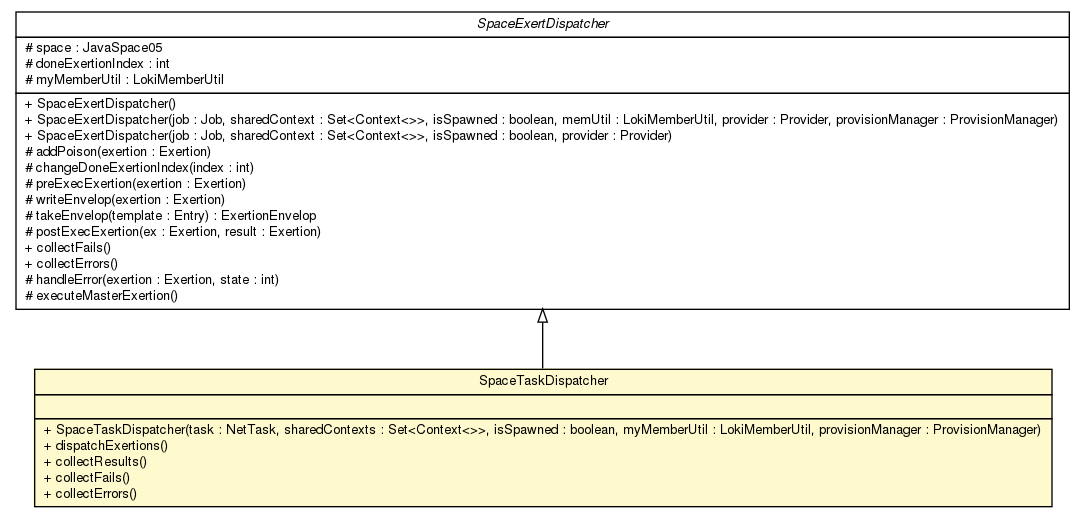 SpaceExertDispatcher
# space : JavaSpace05
# doneExertionIndex : int
# myMemberUtil : LokiMemberUtil
+ SpaceExertDispatcher()
+ SpaceExertDispatcher(job : Job, sharedContext : Set<Context<>>, isSpawned : boolean, memUtil : LokiMemberUtil, provider : Provider, provisionManager : ProvisionManager)
+ SpaceExertDispatcher(job : Job, sharedContext : Set<Context<>>, isSpawned : boolean, provider : Provider)
# addPoison(exertion : Exertion)
# changeDoneExertionIndex(index : int)
# preExecExertion(exertion : Exertion)
# writeEnvelop(exertion : Exertion)
# takeEnvelop(template : Entry) : ExertionEnvelop
# postExecExertion(ex : Exertion, result : Exertion)
+ collectFails()
+ collectErrors()
# handleError(exertion : Exertion, state : int)
# executeMasterExertion()
SpaceTaskDispatcher
+ SpaceTaskDispatcher(task : NetTask, sharedContexts : Set<Context<>>, isSpawned : boolean, myMemberUtil : LokiMemberUtil, provisionManager : ProvisionManager)
+ dispatchExertions()
+ collectResults()
+ collectFails()
+ collectErrors()